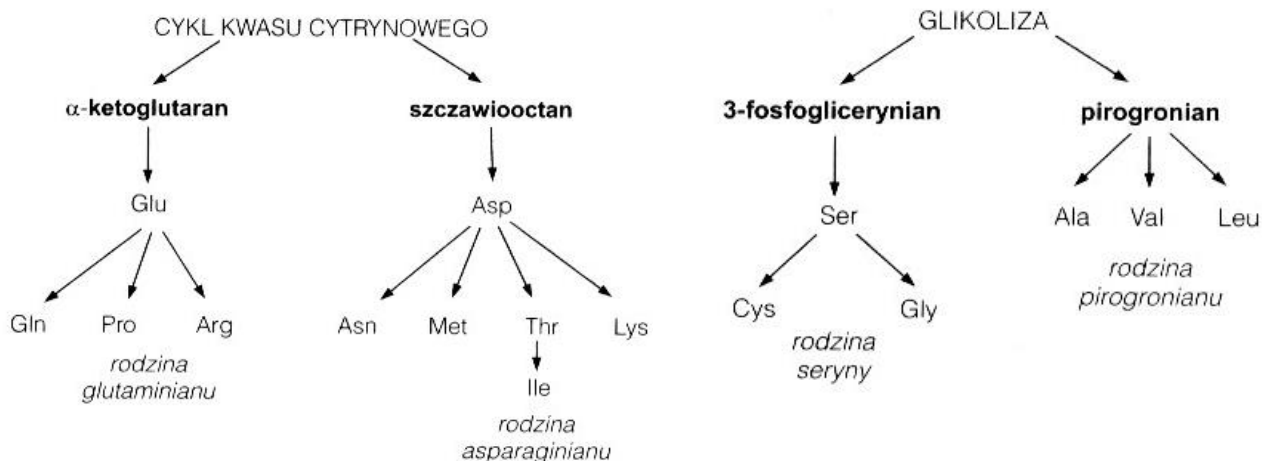 CYKL KWASU CYTRYNOWEGO
α-ketoglutaran
szczawiooctan
Glu
Asp
Gln
Pro
Arg
Asn
Met
Thr
Lys
rodzina
glutaminianu
Ile
rodzina
asparaginianu
GLIKOLIZA
3-fosfoglicerynian
pirogronian
Ser
Ala
Val
Leu
Cys
Gly
rodzina
seryny
rodzina
pirogronianu